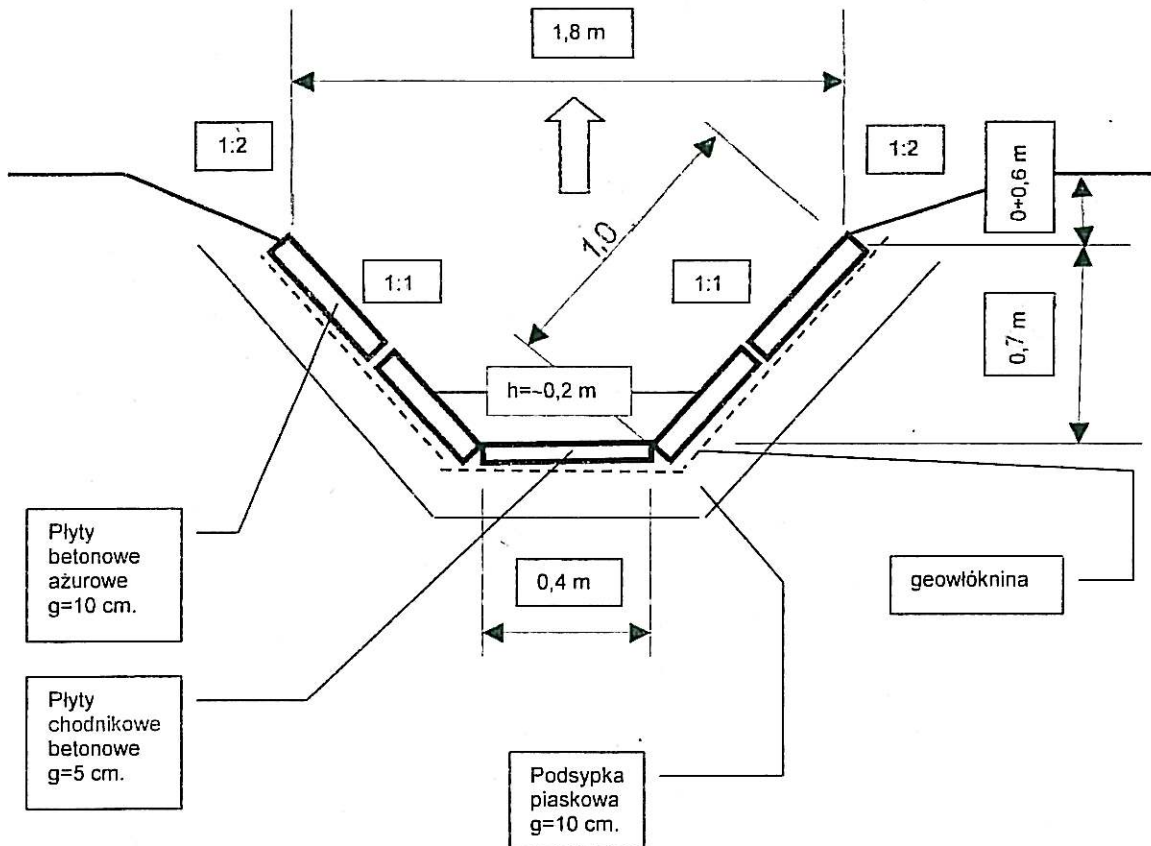 1,8 m
1:2
1:2
0+0,6 m
1,0
1:1
1:1
0,7 m
h=~0,2 m
Płyty
betonowe
ażurowe
g=10 cm.
0,4 m
geowłóknina
Płyty
chodnikowe
betonowe
g=5 cm.
Podsypka
piaskowa
g=10 cm.